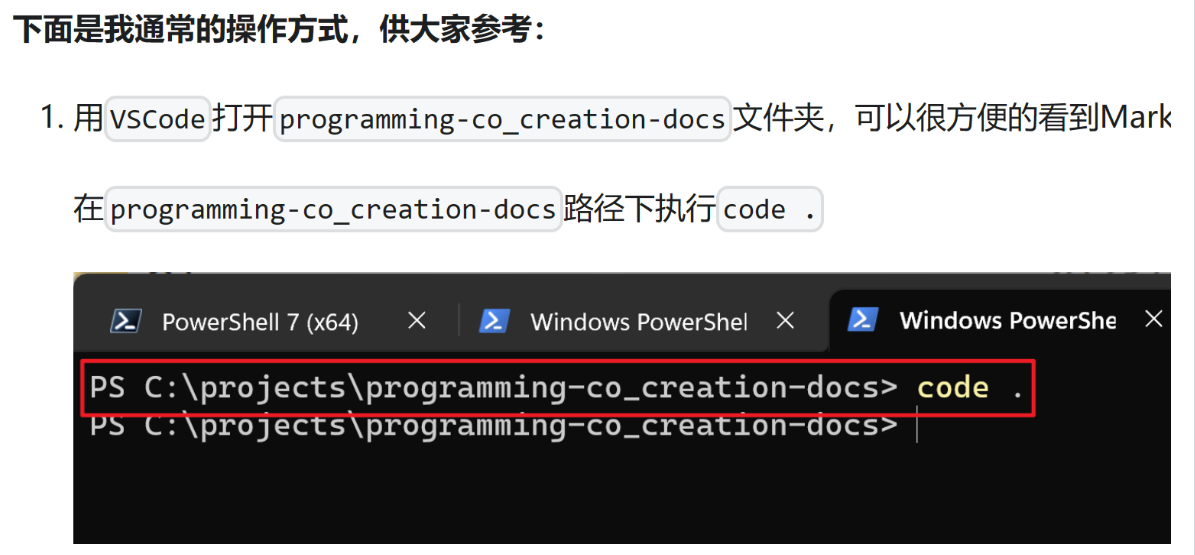 下面是我通常的操作方式，供大家参考：
1. 用VSCode打开programming-co_creation-docs文件夹，可以很方便的看到Mark
在programming-co_creation-docs路径下执行code .
PowerShell 7 (x64) Windows PowerShel Windows PowerShe
PS C:\projects\programming-co_creation-docs> code .
PS C:\projects\programming-co_creation-docs>